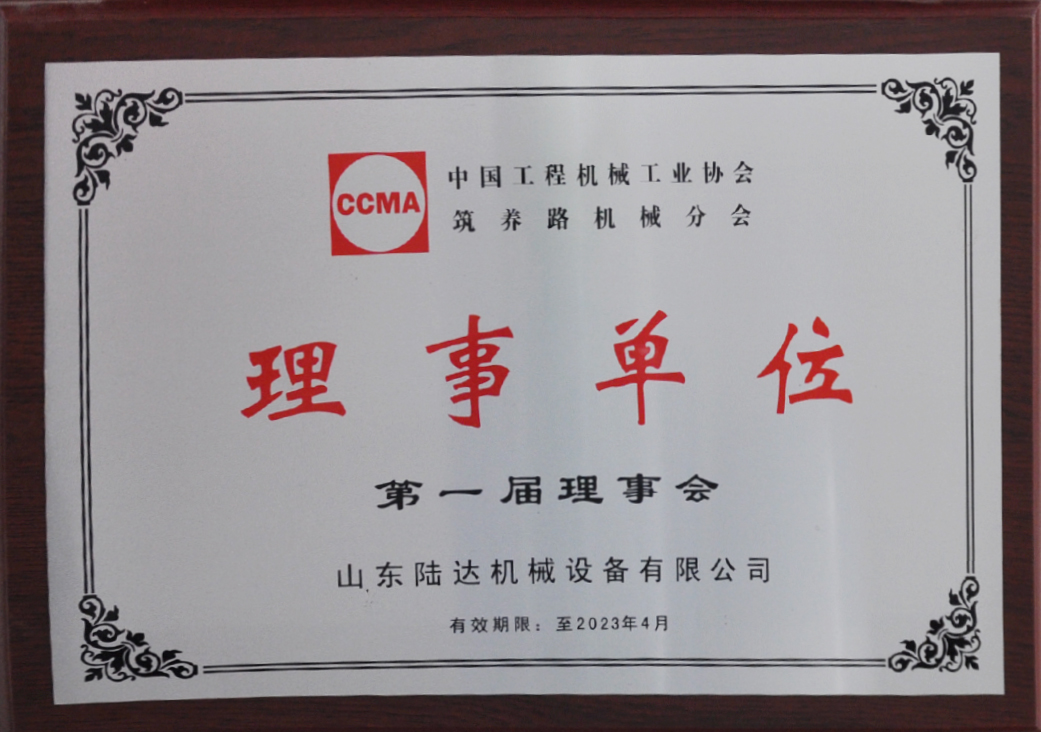 CCMA
中国工程机械工业协会
筑养路机械分会
理事单位
第一届理事会
山东陆达机械设备有限公司
有效期限：至2023年4月